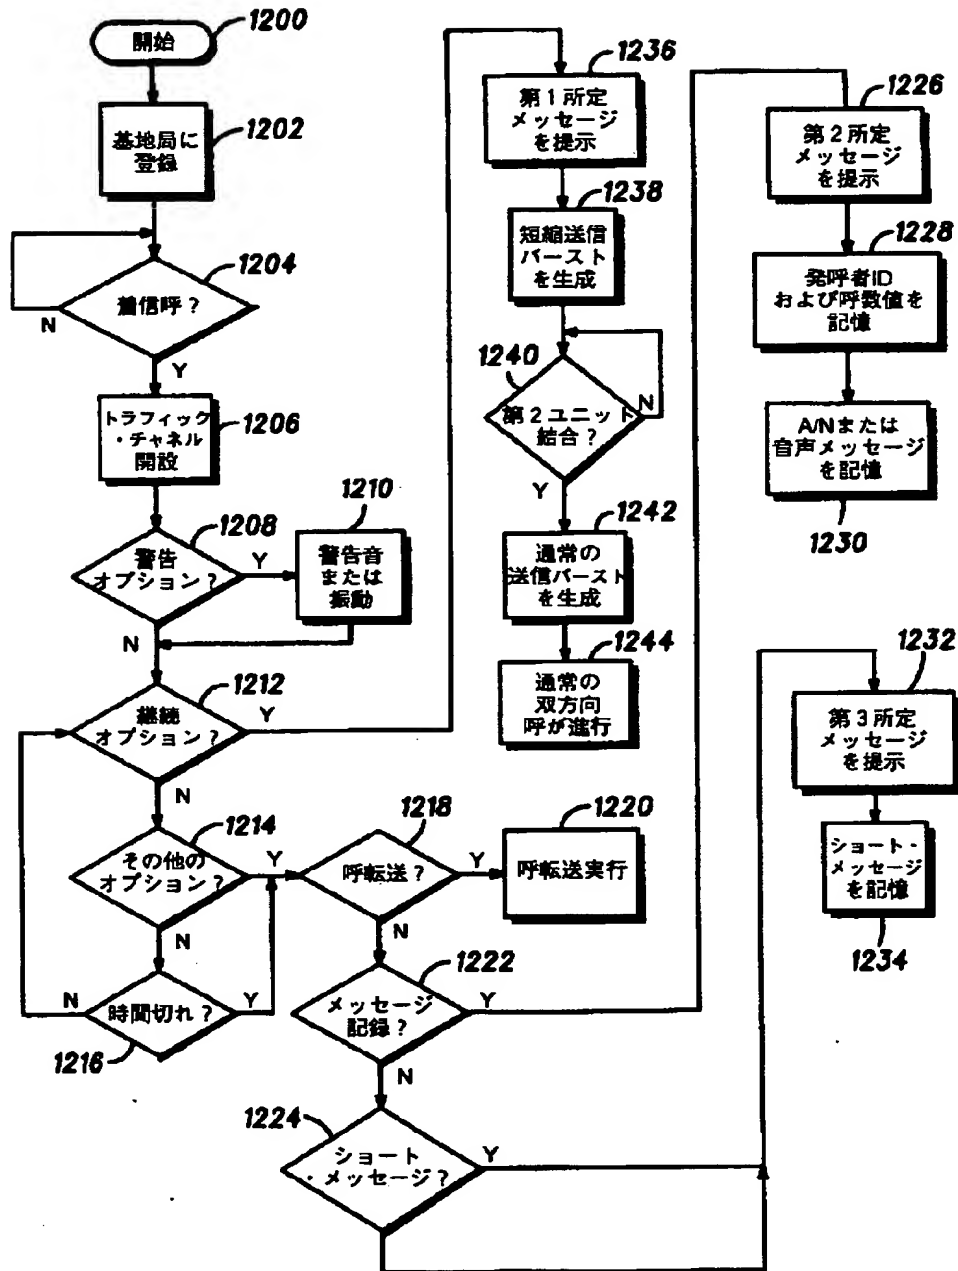 1200
開始
基地局に
登録
1202
1204
着信呼？
N
Y
トラフィック
・チャネル
開設
1206
1208
警告
オプション？
Y
N
1210
警告音
または
振動
1212
継続
オプション？
Y
N
1214
その他の
オプション？
Y
N
時間切れ？
N
Y
1216
1218
呼転送？
Y
N
1220
呼転送実行
1222
メッセージ
記録？
Y
N
1224
ショート
・メッセージ？
Y
1236
第1所定
メッセージ
を提示
1238
短縮送信
バースト
を生成
1240
第2ユニット
結合？
N
Y
1242
通常の
送信バースト
を生成
1244
通常の
双方向
呼が進行
1226
第2所定
メッセージ
を提示
1228
発呼者ID
および呼数値を
記憶
A/Nまたは
音声メッセージ
を記憶
1230
1232
第3所定
メッセージ
を提示
ショート・
メッセージ
を記憶
1234